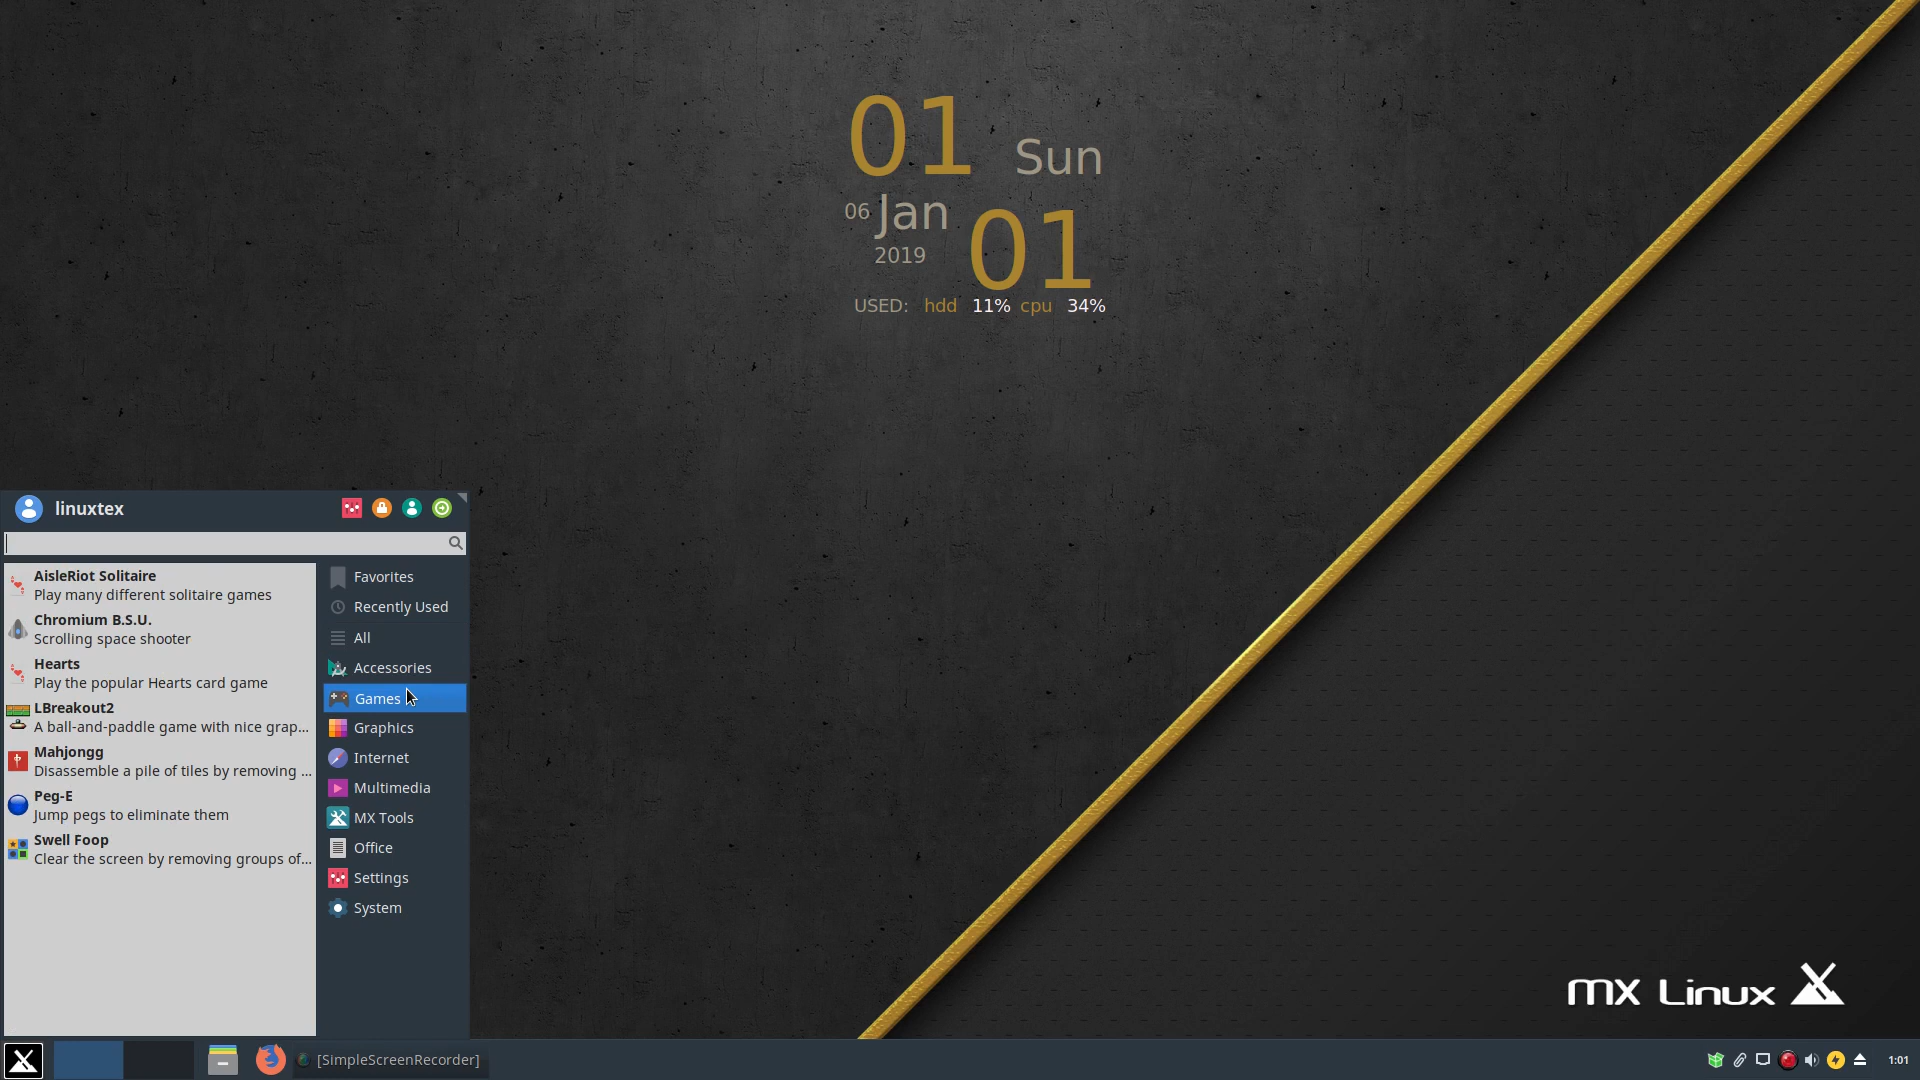 01 Sun
06 Jan
2019 01
USED: hdd 11% cpu 34%
linuxtex
AisleRiot Solitaire
Play many different solitaire games
Chromium B.S.U.
Scrolling space shooter
Hearts
Play the popular Hearts card game
LBreakout2
A ball-and-paddle game with nice grap...
Mahjongg
Disassemble a pile of tiles by removing ...
Peg-E
Jump pegs to eliminate them
Swell Foop
Clear the screen by removing groups of...
Favorites
Recently Used
All
Accessories
Games
Graphics
Internet
Multimedia
MX Tools
Office
Settings
System
MX Linux
[SimpleScreenRecorder]
1:01